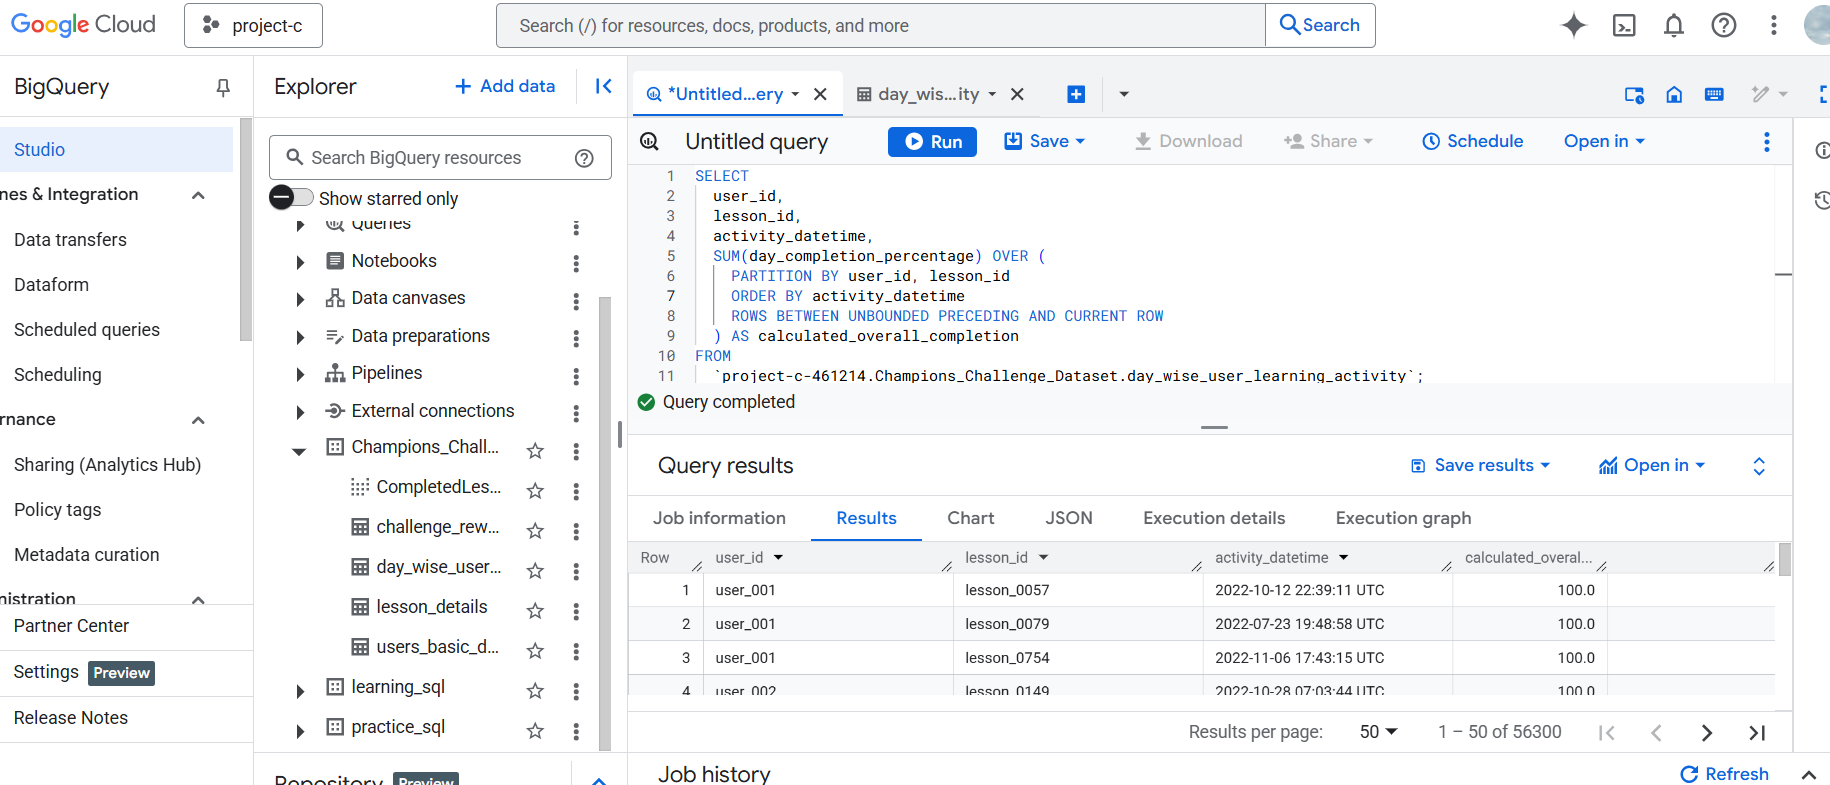 Google Cloud
project-c
Search (/) for resources, docs, products, and more
Search
BigQuery
Studio
nes & Integration
Data transfers
Dataform
Scheduled queries
Scheduling
rnance
Sharing (Analytics Hub)
Policy tags
Metadata curation
nistration
Partner Center
Settings Preview
Release Notes
Explorer
+ Add data
Search BigQuery resources
Show starred only
Queries
Notebooks
Data canvases
Data preparations
Pipelines
External connections
Champions_Chall...
CompletedLes...
challenge_rew...
day_wise_user...
lesson_details
users_basic_d...
learning_sql
practice_sql
Repository Preview
*Untitled...ery
day_wis...ity
Untitled query
Run
Save
Download
Share
Schedule
Open in
1 SELECT
2 user_id,
3 lesson_id,
4 activity_datetime,
5 SUM(day_completion_percentage) OVER (
6 PARTITION BY user_id, lesson_id
7 ORDER BY activity_datetime
8 ROWS BETWEEN UNBOUNDED PRECEDING AND CURRENT ROW
9 ) AS calculated_overall_completion
10 FROM
11 `project-c-461214.Champions_Challenge_Dataset.day_wise_user_learning_activity`;
Query completed
Query results
Save results
Open in
Job information Results Chart JSON Execution details Execution graph
Row user_id lesson_id activity_datetime calculated_overal...
1 user_001 lesson_0057 2022-10-12 22:39:11 UTC 100.0
2 user_001 lesson_0079 2022-07-23 19:48:58 UTC 100.0
3 user_001 lesson_0754 2022-11-06 17:43:15 UTC 100.0
4 user_002 lesson_0149 2022-10-28 07:03:44 UTC 100.0
Results per page: 50 1 – 50 of 56300
Job history
Refresh